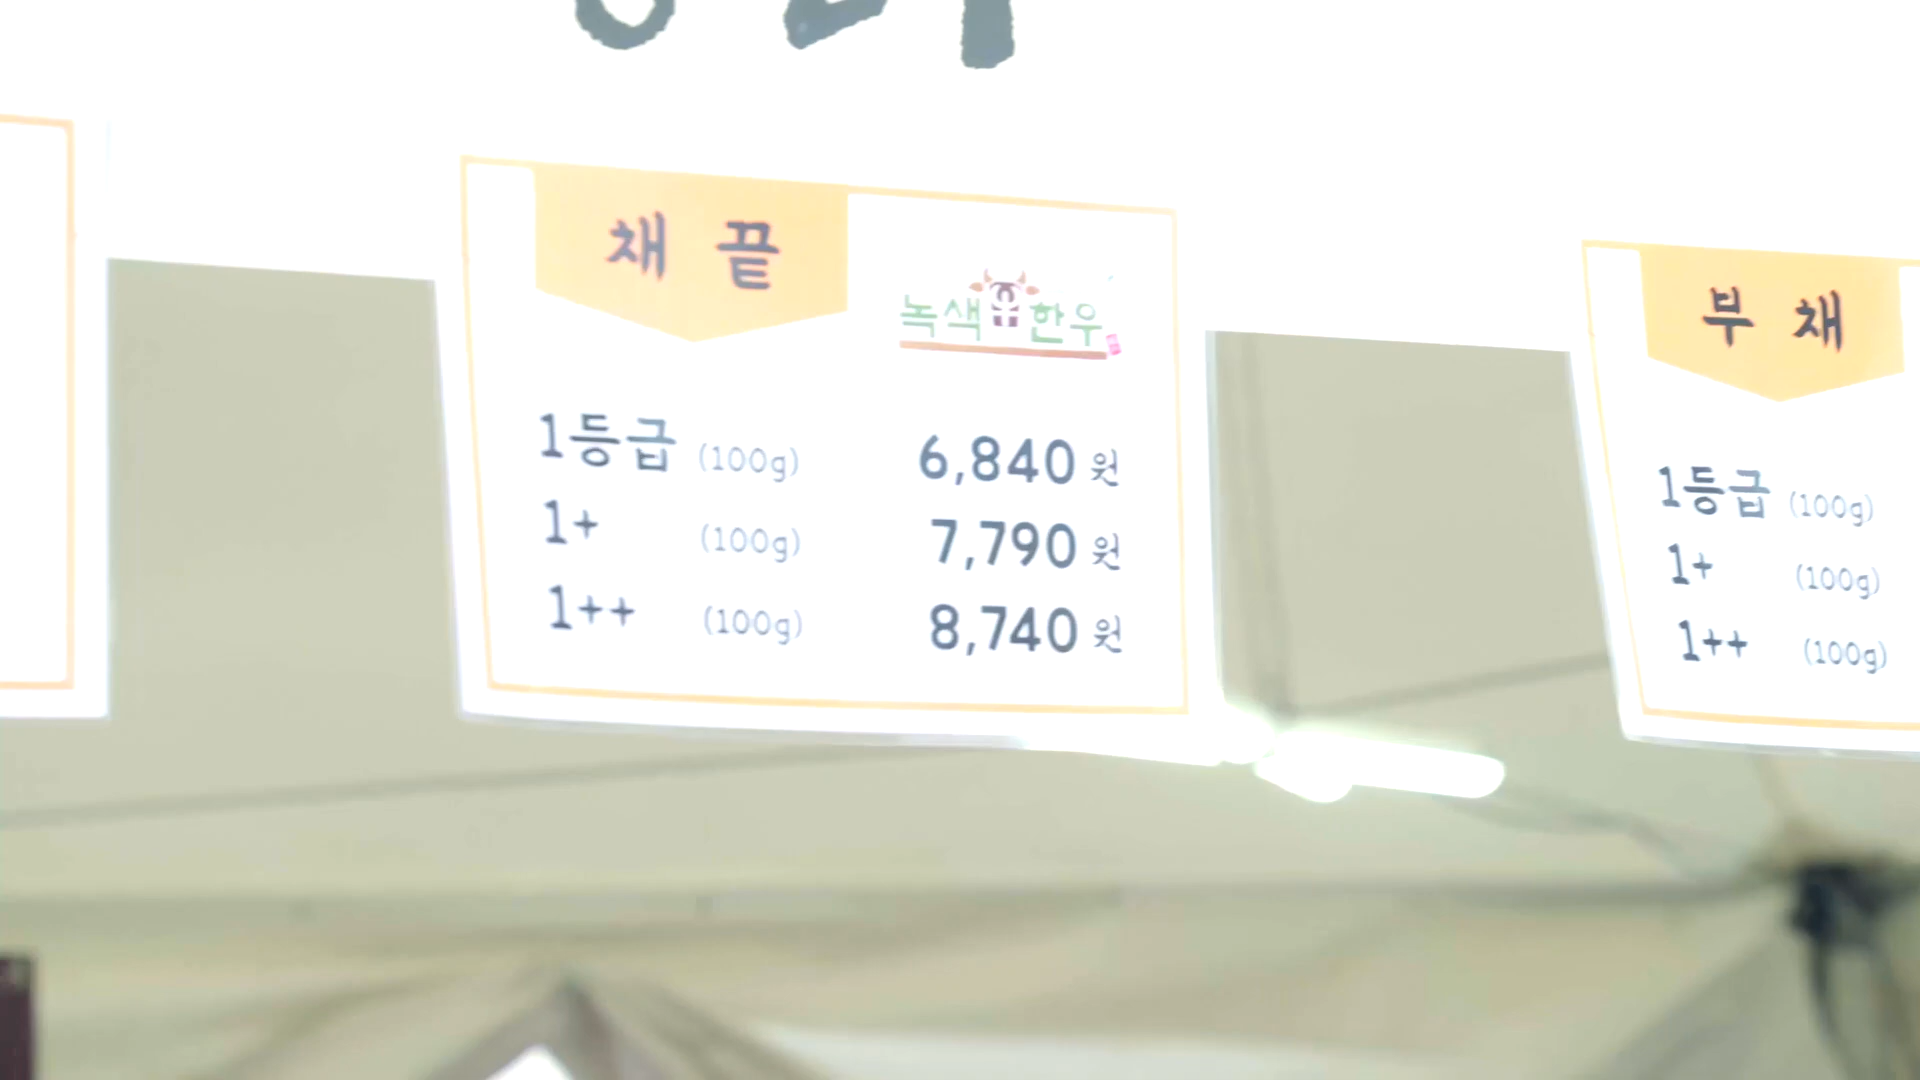 채 끝
녹색한우
1등급 (100g) 6,840 원
1+ (100g) 7,790 원
1++ (100g) 8,740 원
부 채
1등급 (100g)
1+ (100g)
1++ (100g)